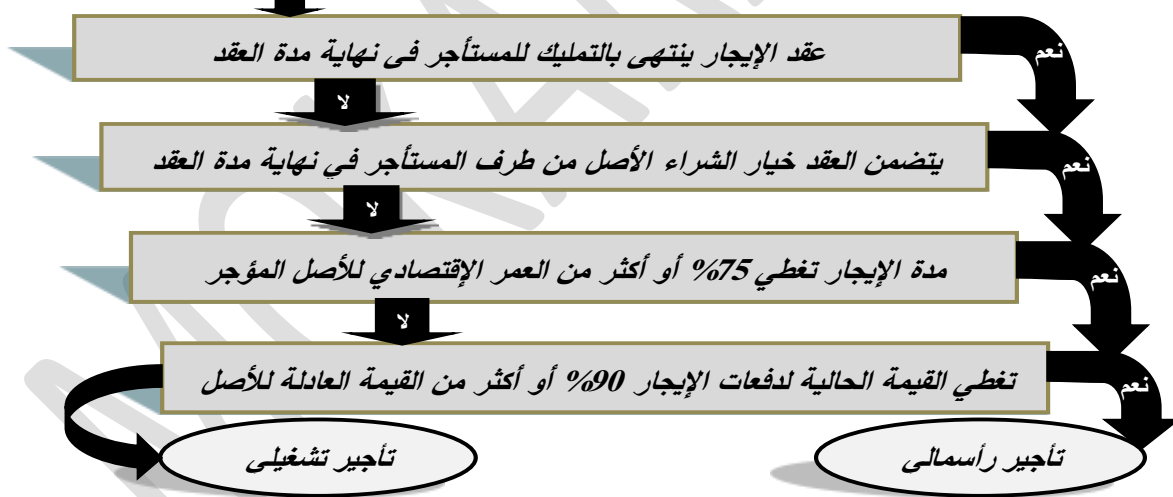 عقد الإيجار ينتهى بالتمليك للمستأجر فى نهاية مدة العقد
نعم
لا
يتضمن العقد خيار الشراء الأصل من طرف المستأجر في نهاية مدة العقد
نعم
لا
مدة الإيجار تغطي 75% أو أكثر من العمر الإقتصادي للأصل المؤجر
نعم
لا
تغطي القيمة الحالية لدفعات الإيجار 90% أو أكثر من القيمة العادلة للأصل
نعم
تأجير رأسمالى
تأجير تشغيلى